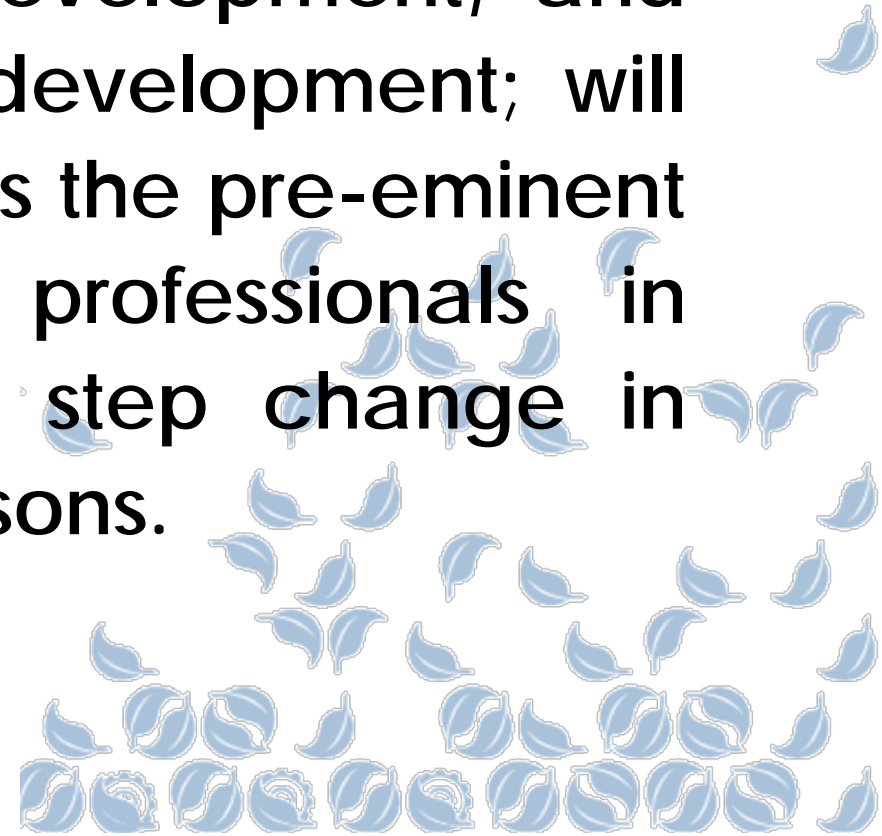 development; will
s the pre-eminent
professionals in
step change in
sons.